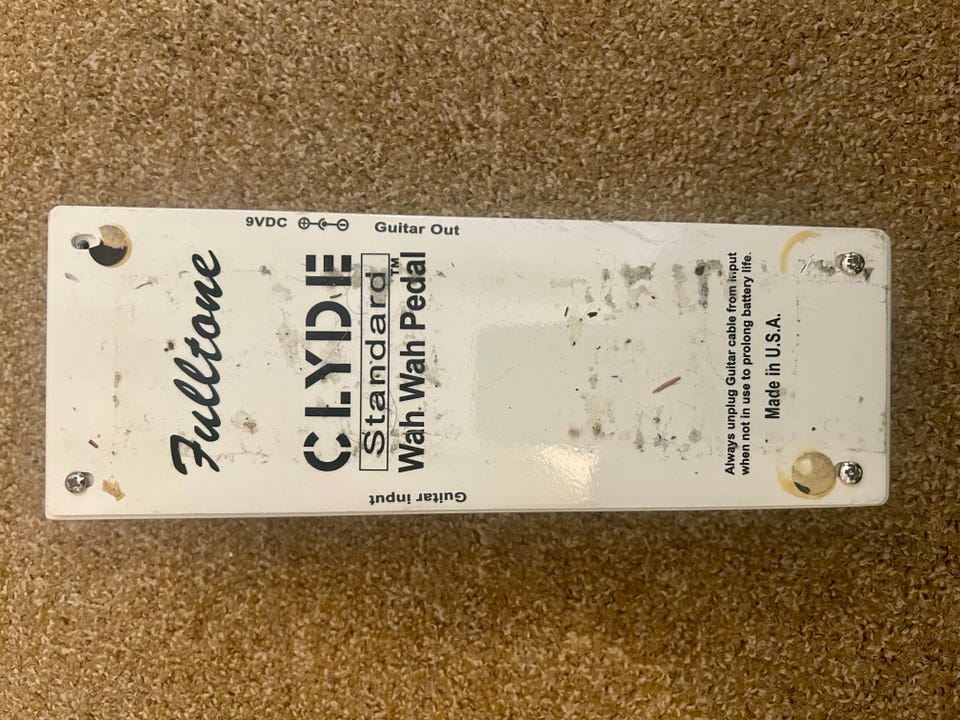 Fulltone
CLYDE
Standard™
Wah Wah Pedal
9VDC
Guitar Out
Guitar input
Always unplug Guitar cable from input
when not in use to prolong battery life.
Made in U.S.A.